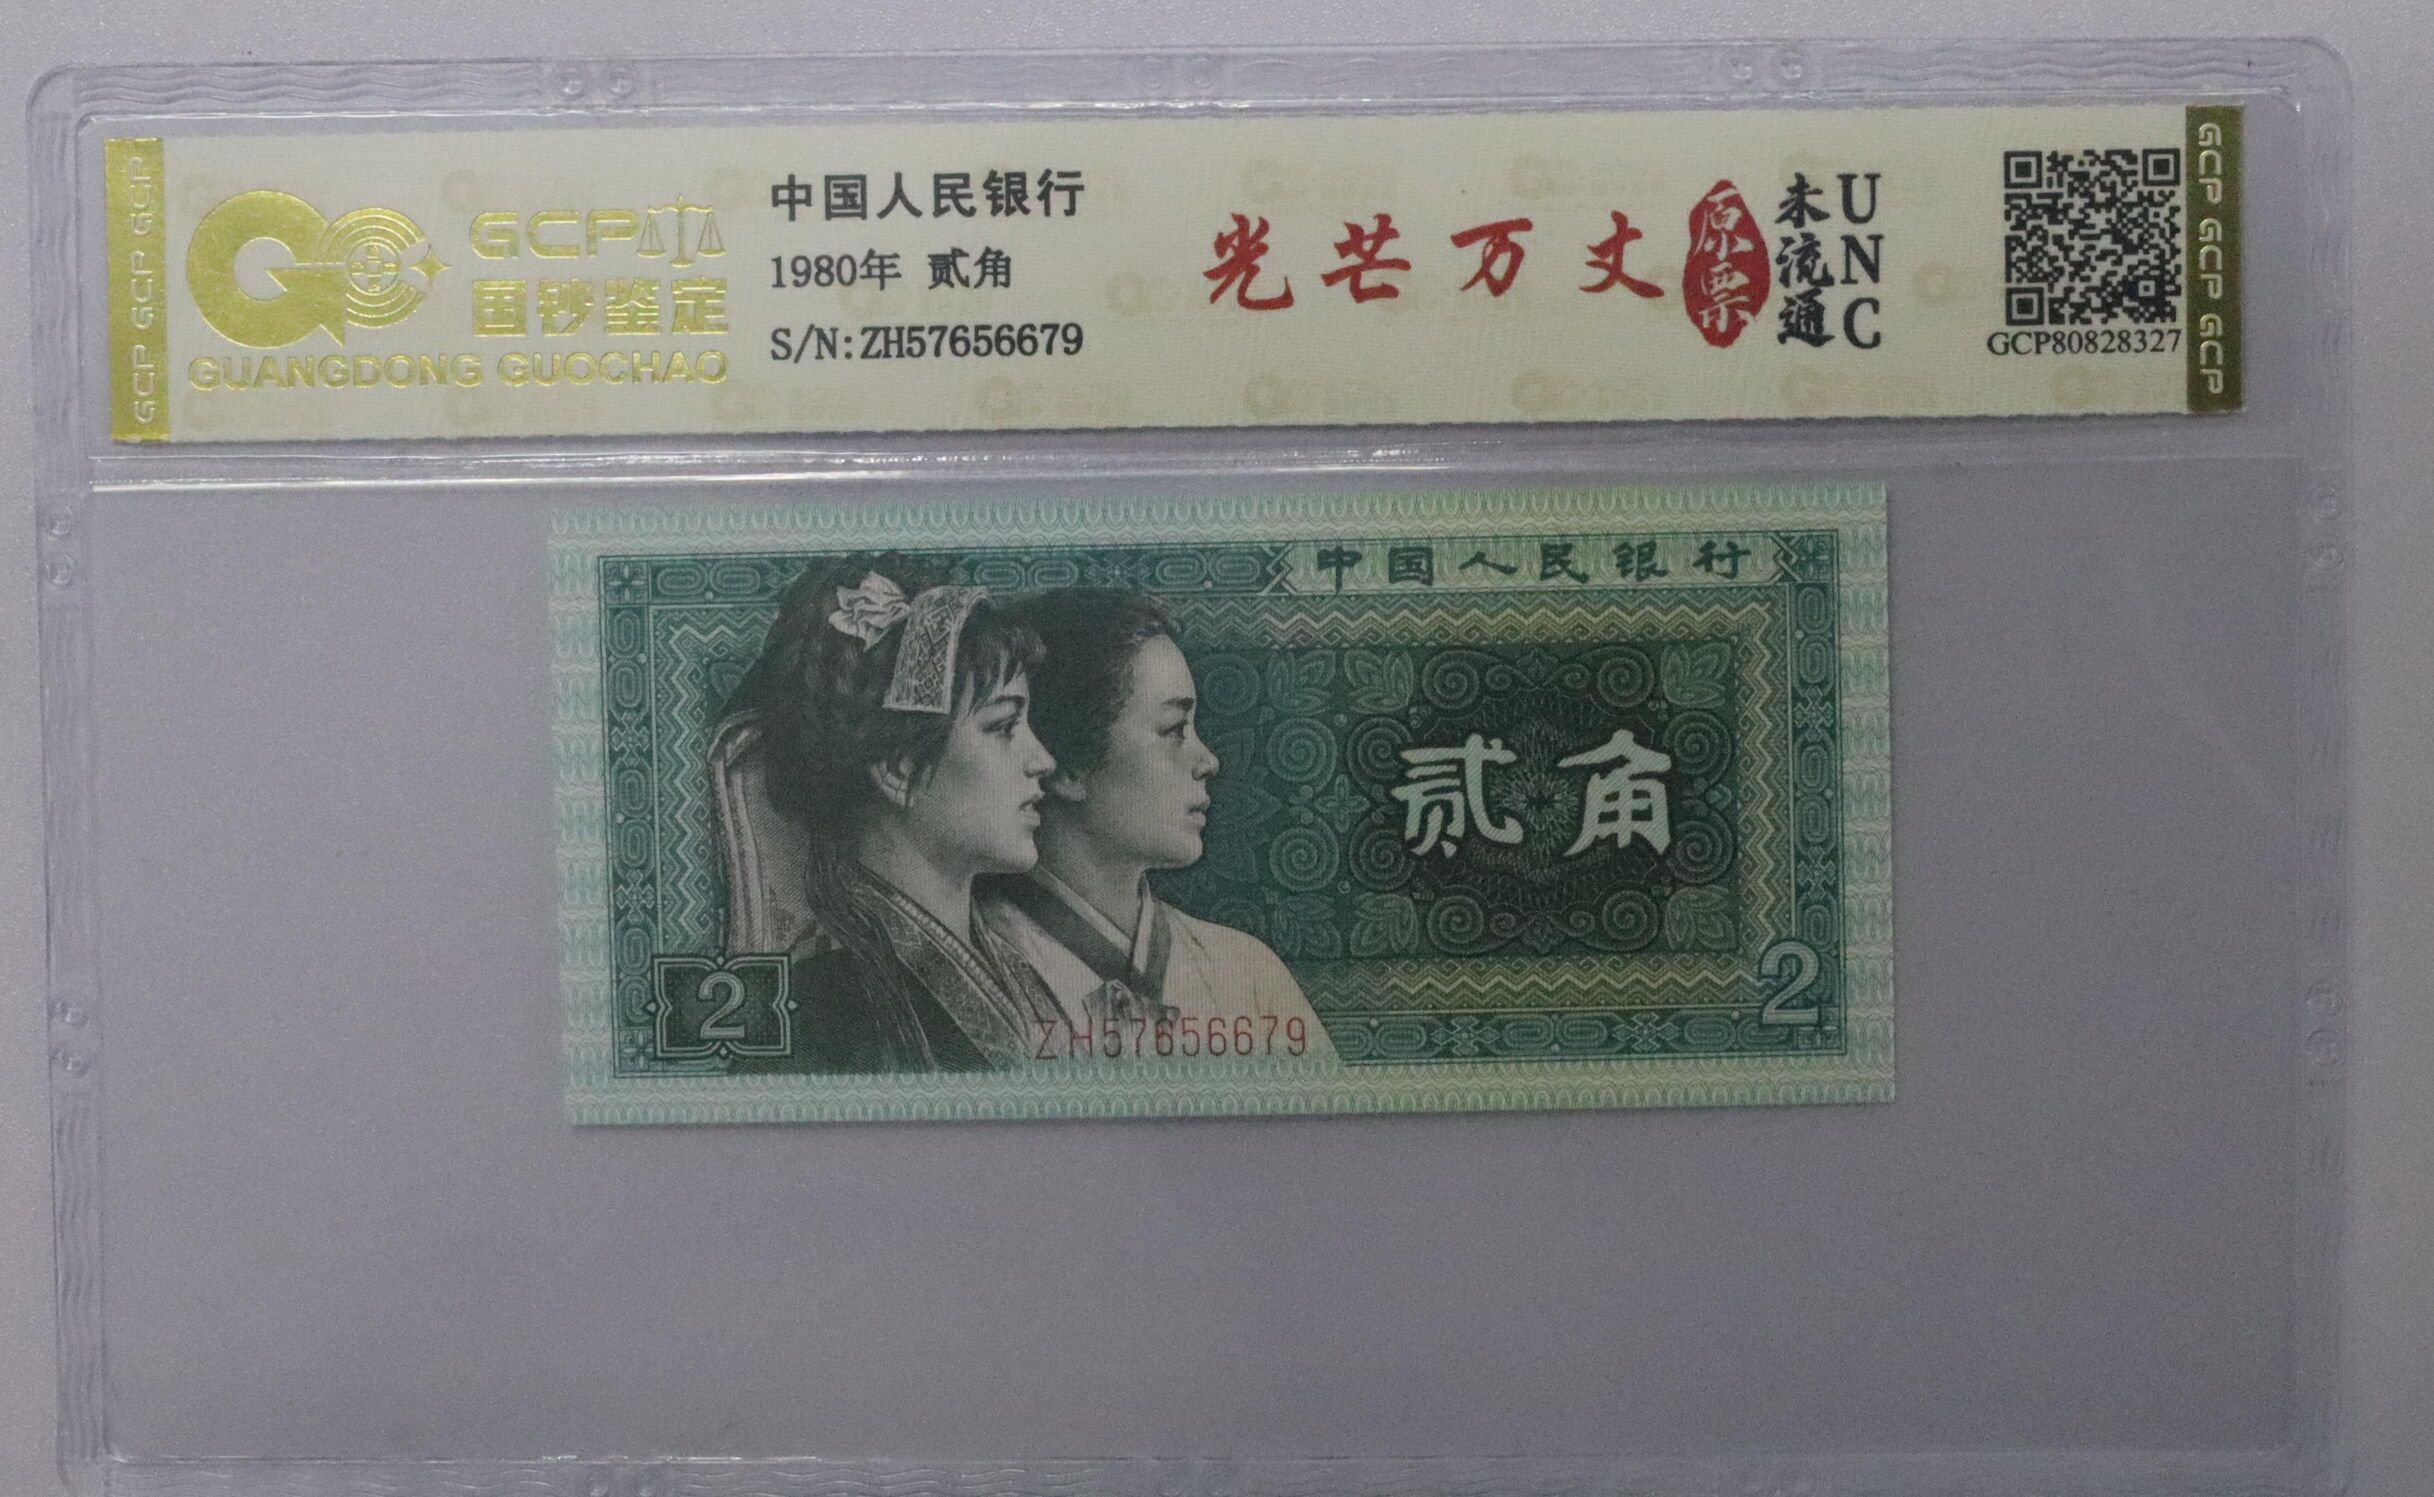 GCP GCP GCP
GCP
国钞鉴定
GUANGDONG GUOCHAO
中国人民银行
1980年 贰角
S/N:ZH57656679
光芒万丈
原票
未流通
UNC
GCP80828327
GCP GCP GCP
中国人民银行
贰角
2
2
ZH57656679